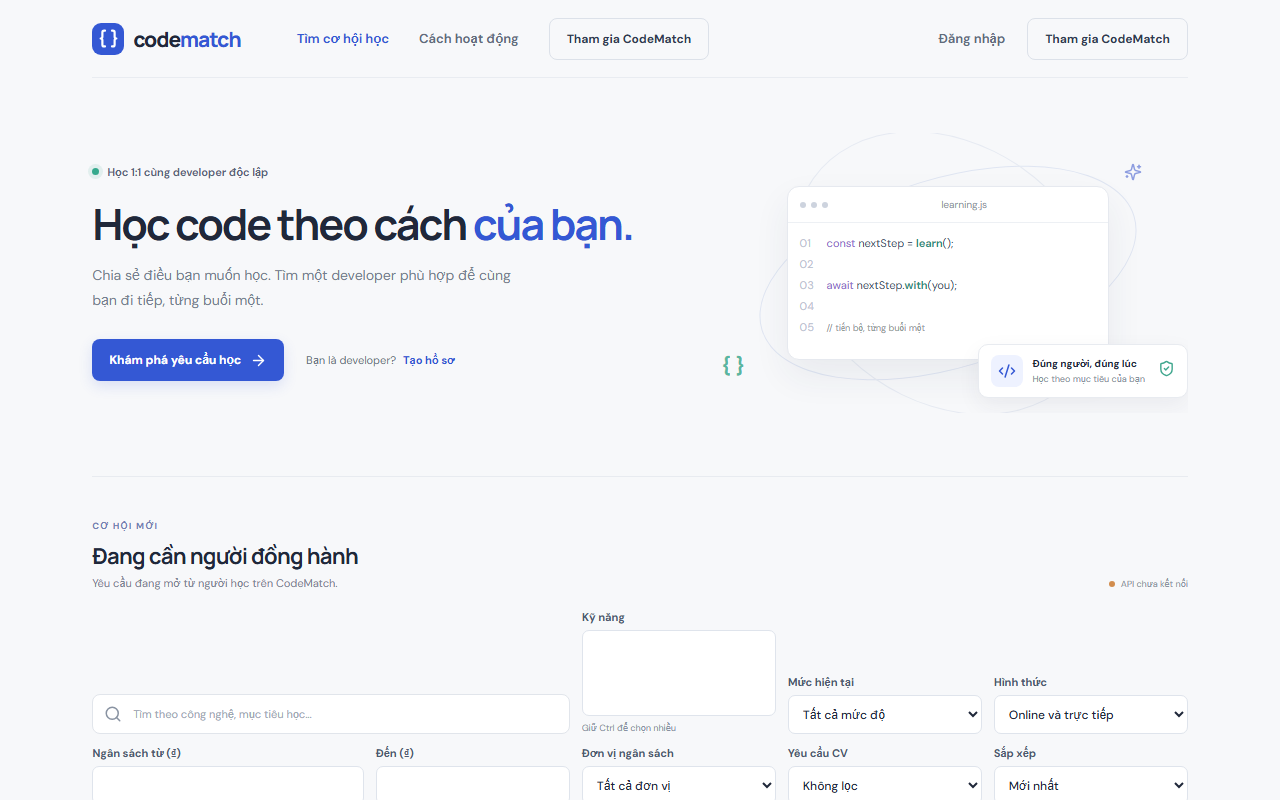 { } codematch
Tìm cơ hội học
Cách hoạt động
Tham gia CodeMatch
Đăng nhập
Tham gia CodeMatch
Học 1:1 cùng developer độc lập
Học code theo cách của bạn.
Chia sẻ điều bạn muốn học. Tìm một developer phù hợp để cùng
bạn đi tiếp, từng buổi một.
Khám phá yêu cầu học →
Bạn là developer? Tạo hồ sơ
learning.js
01 const nextStep = learn();
02
03 await nextStep.with(you);
04
05 // tiến bộ, từng buổi một
{ }
</>
Đúng người, đúng lúc
Học theo mục tiêu của bạn
CƠ HỘI MỚI
Đang cần người đồng hành
Yêu cầu đang mở từ người học trên CodeMatch.
API chưa kết nối
Tìm theo công nghệ, mục tiêu học...
Kỹ năng
Giữ Ctrl để chọn nhiều
Mức hiện tại
Tất cả mức độ
Hình thức
Online và trực tiếp
Ngân sách từ (₫)
Đến (₫)
Đơn vị ngân sách
Tất cả đơn vị
Yêu cầu CV
Không lọc
Sắp xếp
Mới nhất